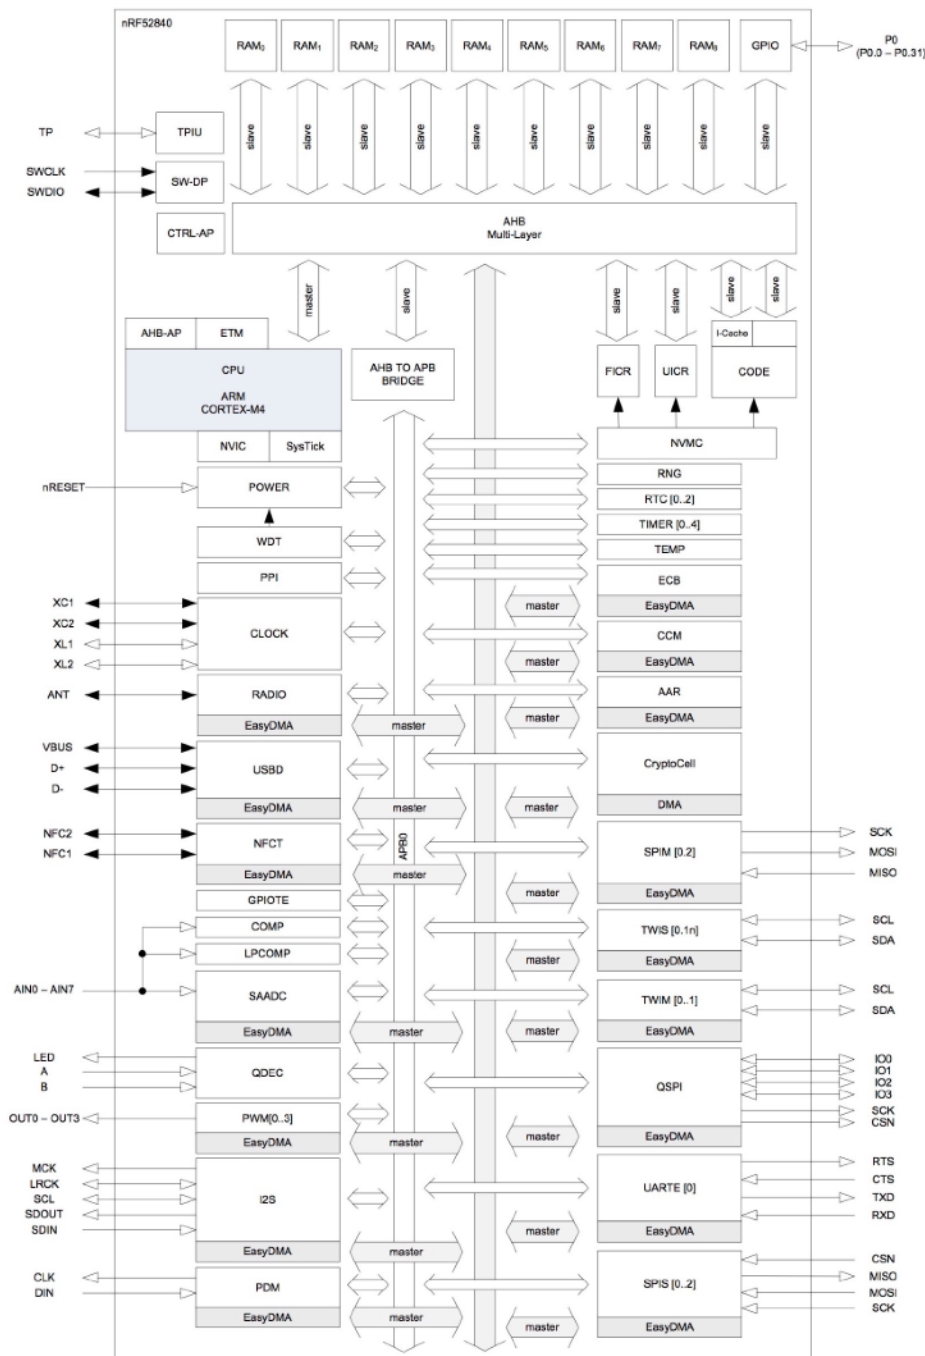 nRF52840
RAM0
RAM1
RAM2
RAM3
RAM4
RAM5
RAM6
RAM7
RAM8
GPIO
P0
(P0.0 – P0.31)
slave
slave
slave
slave
slave
slave
slave
slave
slave
slave
TP
TPIU
SWCLK
SWDIO
SW-DP
CTRL-AP
AHB
Multi-Layer
master
slave
slave
slave
slave
slave
AHB-AP
ETM
CPU
ARM
CORTEX-M4
NVIC
SysTick
AHB TO APB
BRIDGE
I-Cache
FICR
UICR
CODE
NVMC
nRESET
POWER
RNG
RTC [0..2]
WDT
TIMER [0..4]
TEMP
PPI
ECB
master
EasyDMA
XC1
XC2
XL1
XL2
CLOCK
CCM
master
EasyDMA
ANT
RADIO
EasyDMA
master
AAR
master
EasyDMA
VBUS
D+
D-
USBD
EasyDMA
master
CryptoCell
master
DMA
NFC2
NFC1
NFCT
EasyDMA
master
APB0
SPIM [0.2]
master
EasyDMA
SCK
MOSI
MISO
GPIOTE
COMP
LPCOMP
TWIS [0.1n]
master
EasyDMA
SCL
SDA
AIN0 – AIN7
SAADC
EasyDMA
master
TWIM [0..1]
master
EasyDMA
SCL
SDA
LED
A
B
QDEC
QSPI
IO0
IO1
IO2
IO3
SCK
CSN
OUT0 – OUT3
PWM[0..3]
EasyDMA
master
master
EasyDMA
MCK
LRCK
SCL
SDOUT
SDIN
I2S
EasyDMA
master
UARTE [0]
master
EasyDMA
RTS
CTS
TXD
RXD
CLK
DIN
PDM
EasyDMA
master
SPIS [0..2]
master
EasyDMA
CSN
MISO
MOSI
SCK